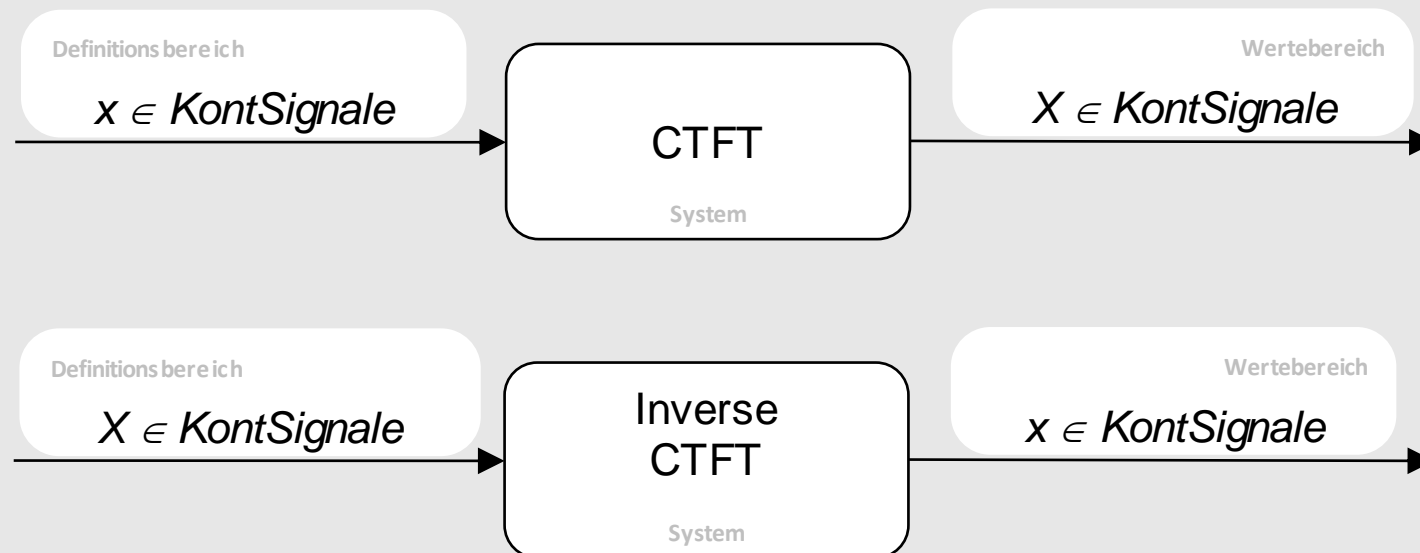 Definitionsbereich
x ∈ KontSignale
CTFT
System
Wertebereich
X ∈ KontSignale
Definitionsbereich
X ∈ KontSignale
Inverse
CTFT
System
Wertebereich
x ∈ KontSignale